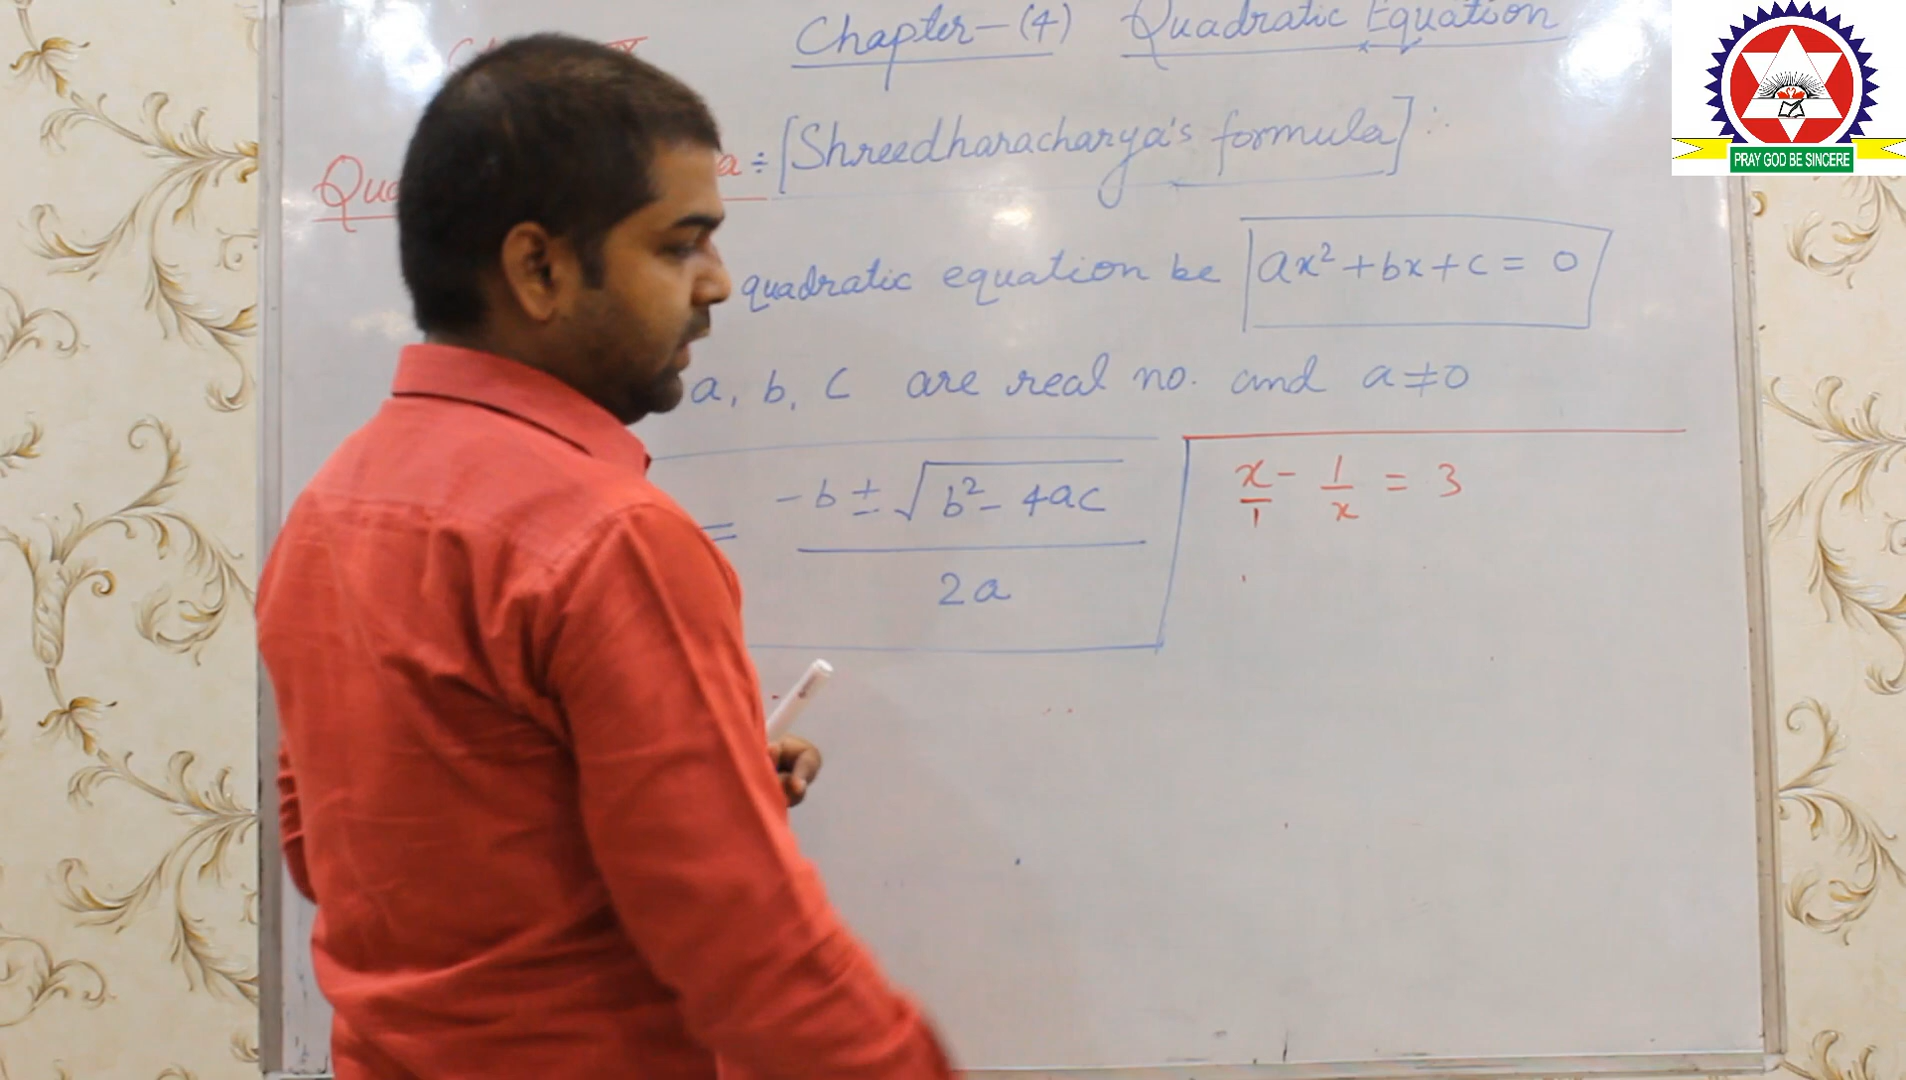 Chapter-(4) Quadratic Equation
Qua a ÷ [Shreedharacharya's formula] :
quadratic equation be ax² + bx + c = 0
a, b, c are real no. and a ≠ 0
= -b ± √b² - 4ac / 2a
x/1 - 1/x = 3
PRAY GOD BE SINCERE